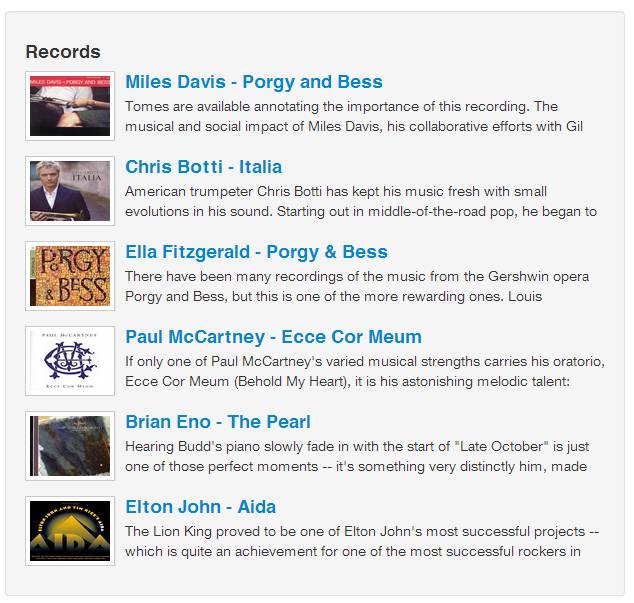 Records
MILES DAVIS - PORGY AND BESS
Miles Davis - Porgy and Bess
Tomes are available annotating the importance of this recording. The
musical and social impact of Miles Davis, his collaborative efforts with Gil
ITALIA
Chris Botti - Italia
American trumpeter Chris Botti has kept his music fresh with small
evolutions in his sound. Starting out in middle-of-the-road pop, he began to
PORGY
& BESS
Ella Fitzgerald - Porgy & Bess
There have been many recordings of the music from the Gershwin opera
Porgy and Bess, but this is one of the more rewarding ones. Louis
PAUL McCARTNEY
ECCE COR MEUM
Paul McCartney - Ecce Cor Meum
If only one of Paul McCartney's varied musical strengths carries his oratorio,
Ecce Cor Meum (Behold My Heart), it is his astonishing melodic talent:
Brian Eno - The Pearl
Hearing Budd's piano slowly fade in with the start of "Late October" is just
one of those perfect moments -- it's something very distinctly him, made
ELTON JOHN AND TIM RICE'S AIDA
AIDA
Elton John - Aida
The Lion King proved to be one of Elton John's most successful projects --
which is quite an achievement for one of the most successful rockers in